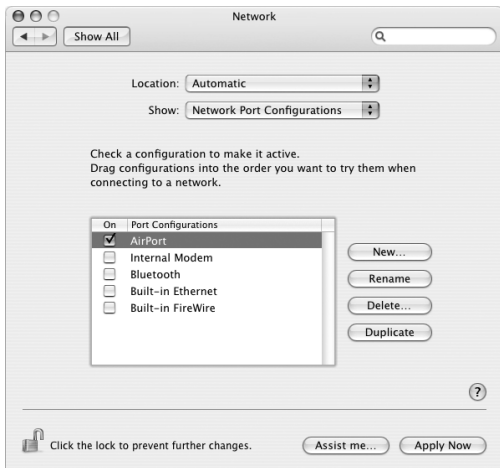 Network
Show All
Location: Automatic
Show: Network Port Configurations
Check a configuration to make it active.
Drag configurations into the order you want to try them when
connecting to a network.
On Port Configurations
AirPort
Internal Modem
Bluetooth
Built-in Ethernet
Built-in FireWire
New...
Rename
Delete...
Duplicate
?
Click the lock to prevent further changes.
Assist me...
Apply Now